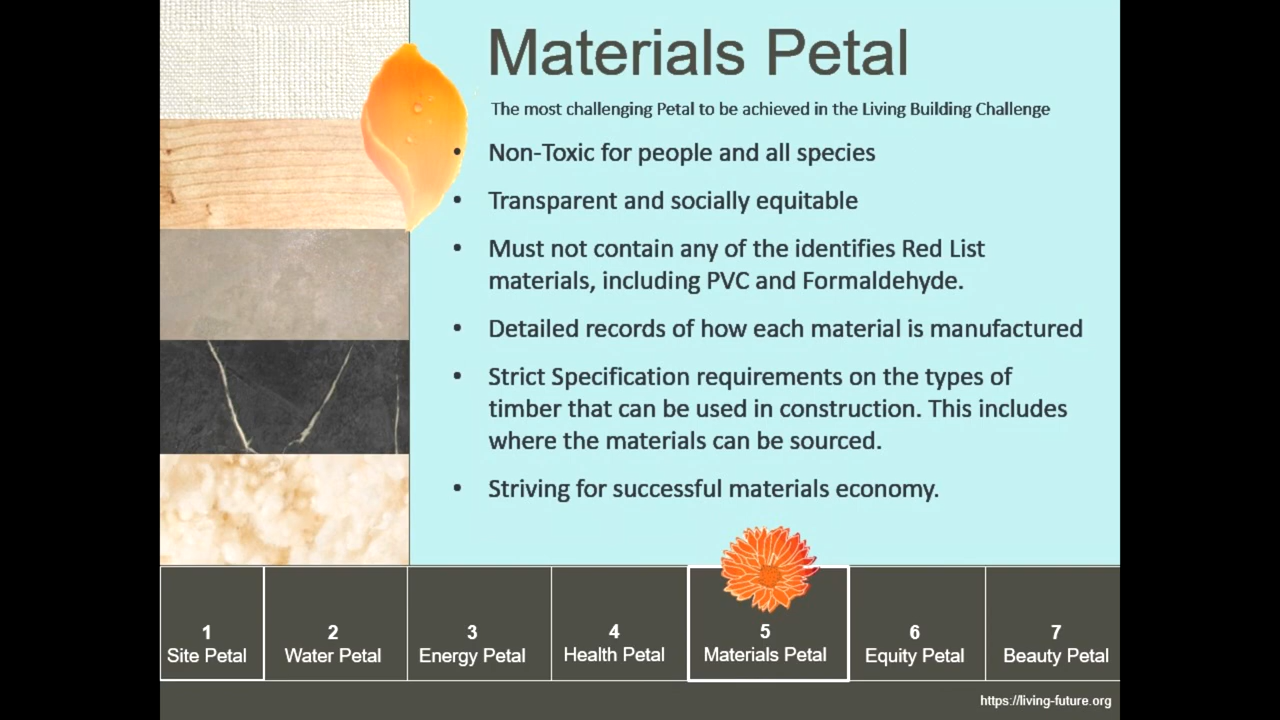 Materials Petal
The most challenging Petal to be achieved in the Living Building Challenge
• Non-Toxic for people and all species
• Transparent and socially equitable
• Must not contain any of the identifies Red List
materials, including PVC and Formaldehyde.
• Detailed records of how each material is manufactured
• Strict Specification requirements on the types of
timber that can be used in construction. This includes
where the materials can be sourced.
• Striving for successful materials economy.
1
Site Petal
2
Water Petal
3
Energy Petal
4
Health Petal
5
Materials Petal
6
Equity Petal
7
Beauty Petal
https://living-future.org